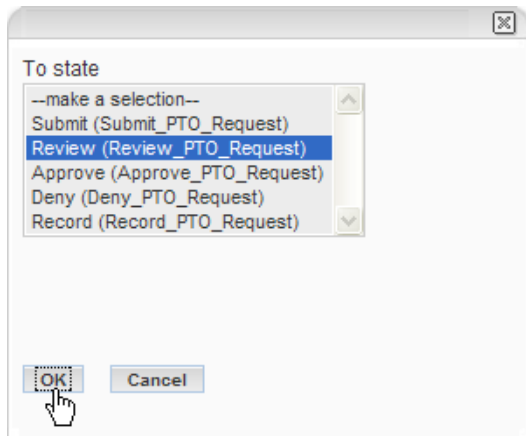 To state
--make a selection--
Submit (Submit_PTO_Request)
Review (Review_PTO_Request)
Approve (Approve_PTO_Request)
Deny (Deny_PTO_Request)
Record (Record_PTO_Request)
OK Cancel